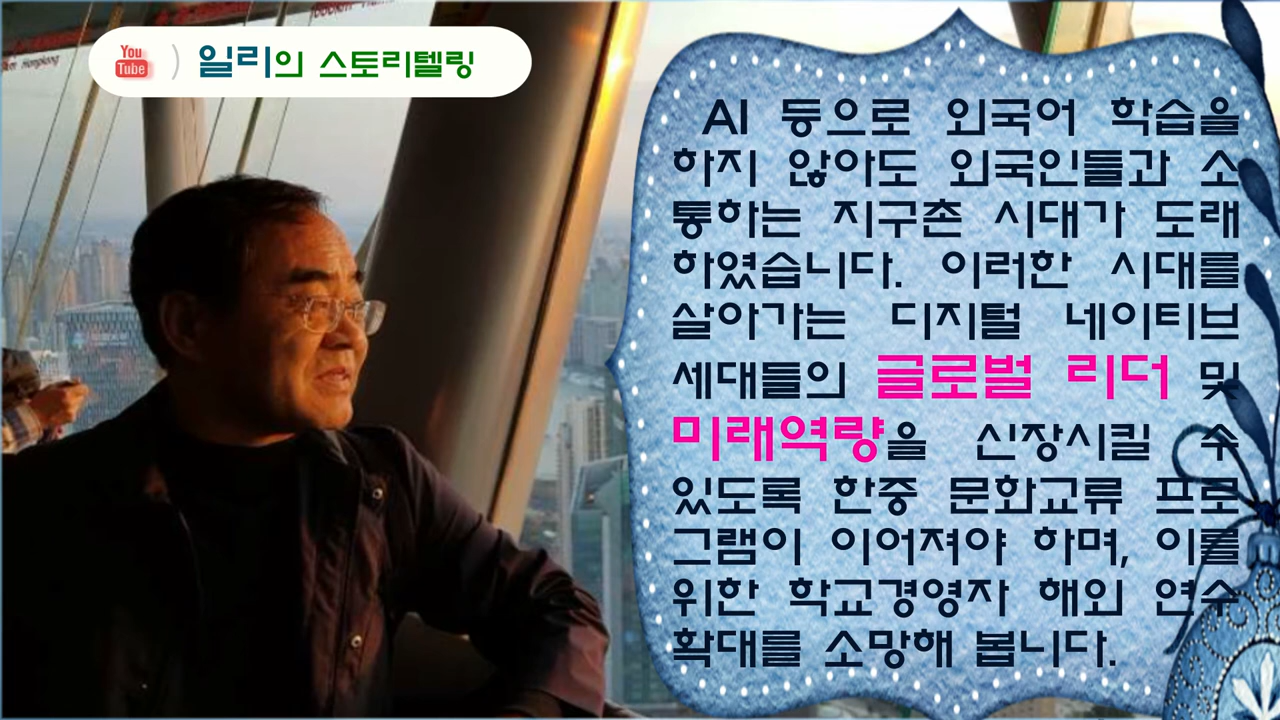 You
Tube
일리의 스토리텔링
Hongkong
AI 등으로 외국어 학습을
하지 않아도 외국인들과 소
통하는 지구촌 시대가 도래
하였습니다. 이러한 시대를
살아가는 디지털 네이티브
세대들의 글로벌 리더 및
미래역량을 신장시킬 수
있도록 한중 문화교류 프로
그램이 이어져야 하며, 이를
위한 학교경영자 해외 연수
확대를 소망해 봅니다.